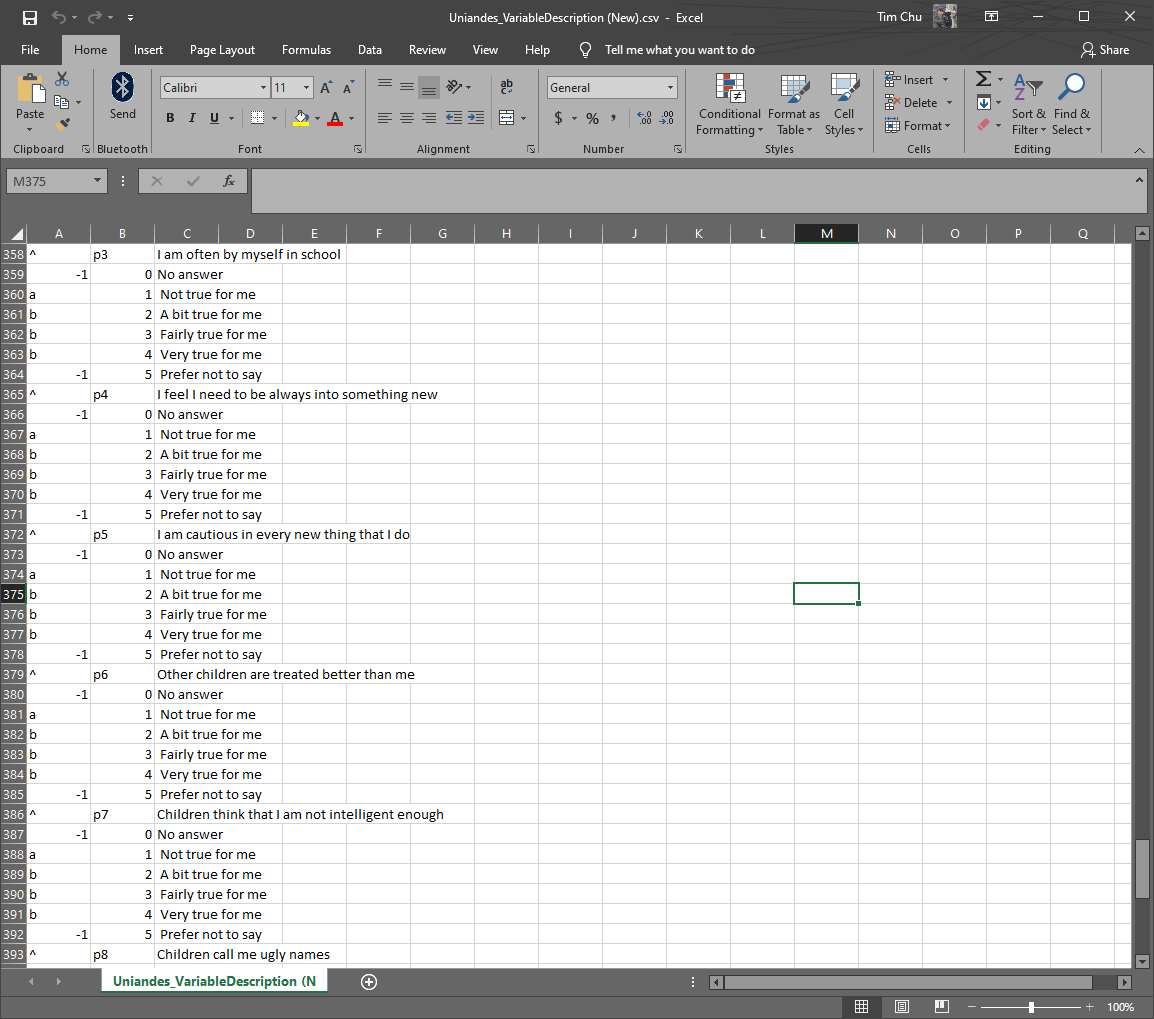 Uniandes_VariableDescription (New).csv - Excel
Tim Chu
File Home Insert Page Layout Formulas Data Review View Help Tell me what you want to do Share
Calibri 11 A A ab General Insert Σ A
Paste Send Delete Z
B I U A $ % , Conditional Format as Cell Format Sort & Find &
Formatting Table Styles Filter Select
Clipboard Bluetooth Font Alignment Number Styles Cells Editing
M375 fx
A B C D E F G H I J K L M N O P Q
358 ^ p3 I am often by myself in school
359 -1 0 No answer
360 a 1 Not true for me
361 b 2 A bit true for me
362 b 3 Fairly true for me
363 b 4 Very true for me
364 -1 5 Prefer not to say
365 ^ p4 I feel I need to be always into something new
366 -1 0 No answer
367 a 1 Not true for me
368 b 2 A bit true for me
369 b 3 Fairly true for me
370 b 4 Very true for me
371 -1 5 Prefer not to say
372 ^ p5 I am cautious in every new thing that I do
373 -1 0 No answer
374 a 1 Not true for me
375 b 2 A bit true for me
376 b 3 Fairly true for me
377 b 4 Very true for me
378 -1 5 Prefer not to say
379 ^ p6 Other children are treated better than me
380 -1 0 No answer
381 a 1 Not true for me
382 b 2 A bit true for me
383 b 3 Fairly true for me
384 b 4 Very true for me
385 -1 5 Prefer not to say
386 ^ p7 Children think that I am not intelligent enough
387 -1 0 No answer
388 a 1 Not true for me
389 b 2 A bit true for me
390 b 3 Fairly true for me
391 b 4 Very true for me
392 -1 5 Prefer not to say
393 ^ p8 Children call me ugly names
Uniandes_VariableDescription (N
100%